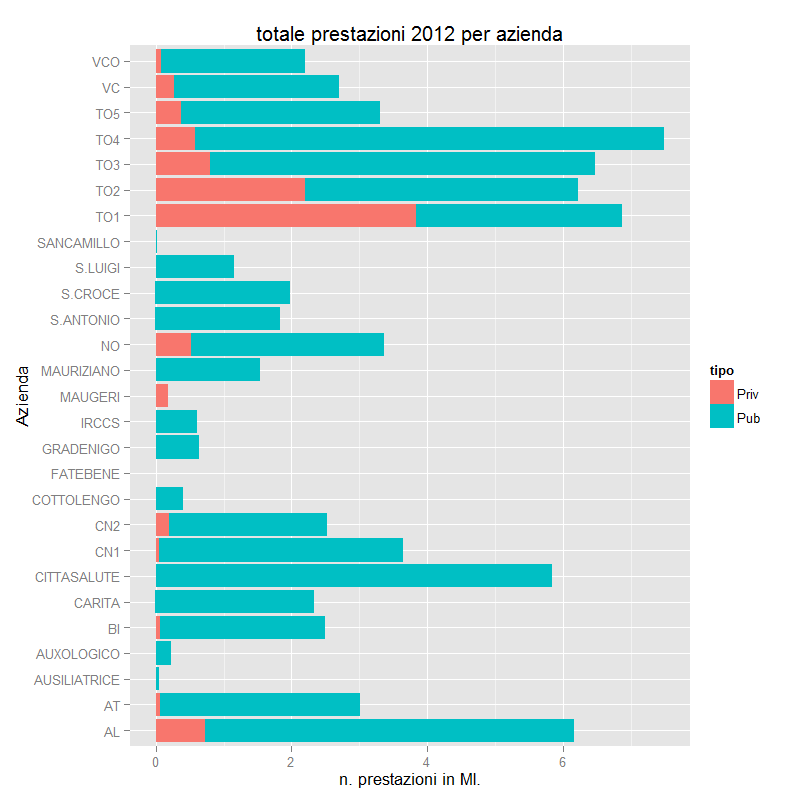 totale prestazioni 2012 per azienda
VCO
VC
TO5
TO4
TO3
TO2
TO1
SANCAMILLO
S.LUIGI
S.CROCE
S.ANTONIO
NO
MAURIZIANO
MAUGERI
IRCCS
GRADENIGO
FATEBENE
COTTOLENGO
CN2
CN1
CITTASALUTE
CARITA
BI
AUXOLOGICO
AUSILIATRICE
AT
AL
Azienda
0 2 4 6
n. prestazioni in Ml.
tipo
Priv
Pub